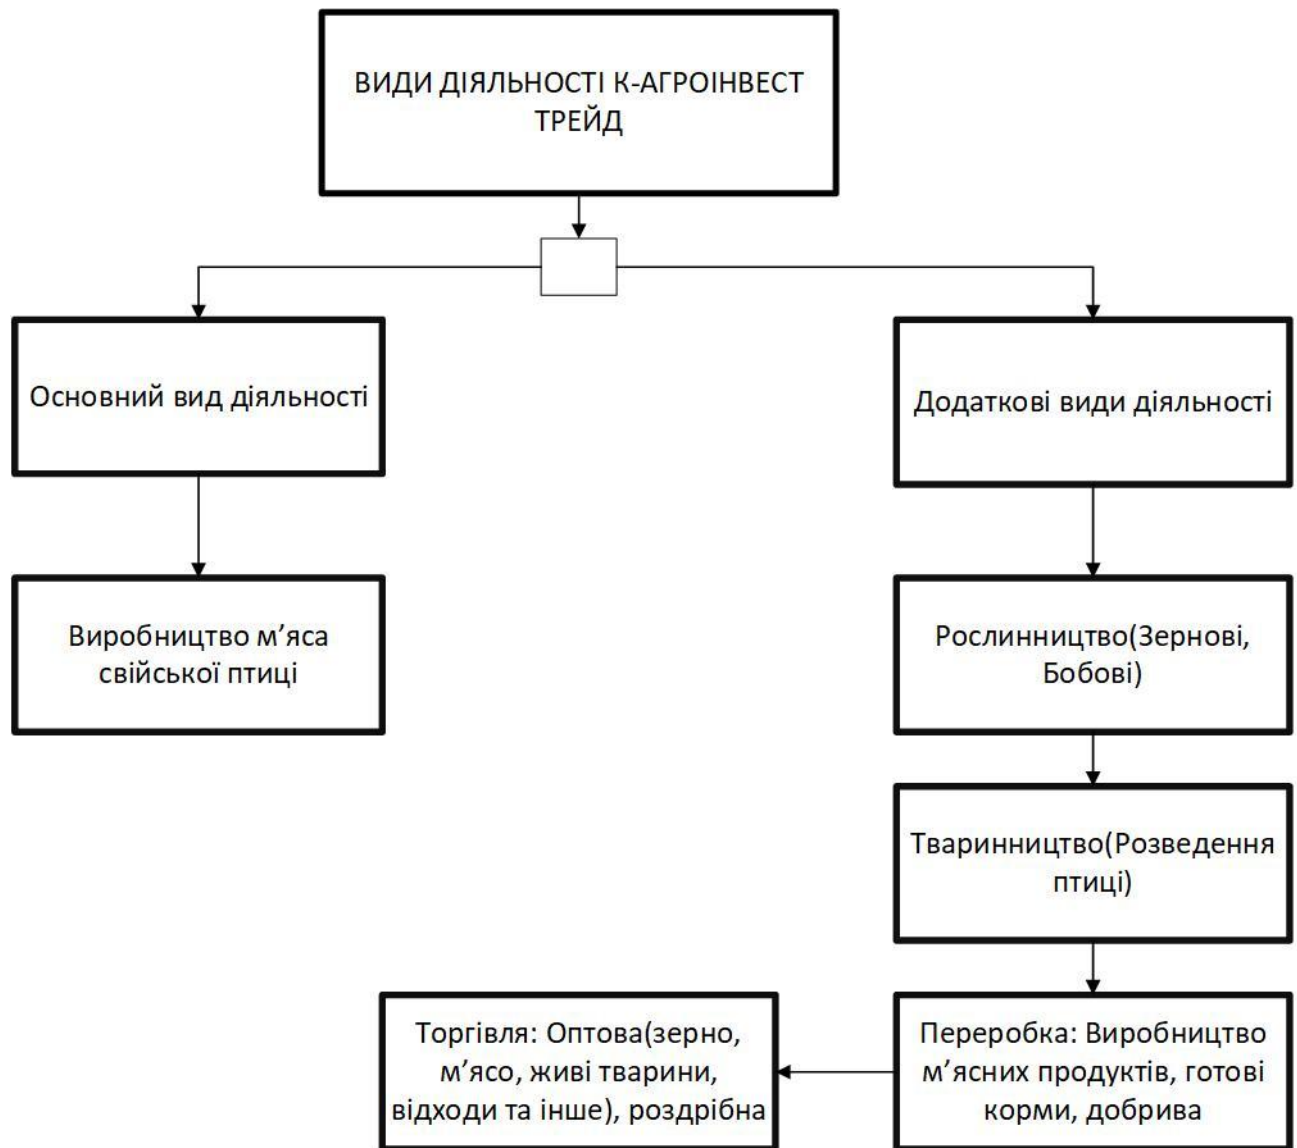 ВИДИ ДІЯЛЬНОСТІ К-АГРОІНВЕСТ
ТРЕЙД
Основний вид діяльності
Додаткові види діяльності
Виробництво м’яса
свійської птиці
Рослинництво(Зернові,
Бобові)
Тваринництво(Розведення
птиці)
Торгівля: Оптова(зерно,
м’ясо, живі тварини,
відходи та інше), роздрібна
Переробка: Виробництво
м’ясних продуктів, готові
корми, добрива